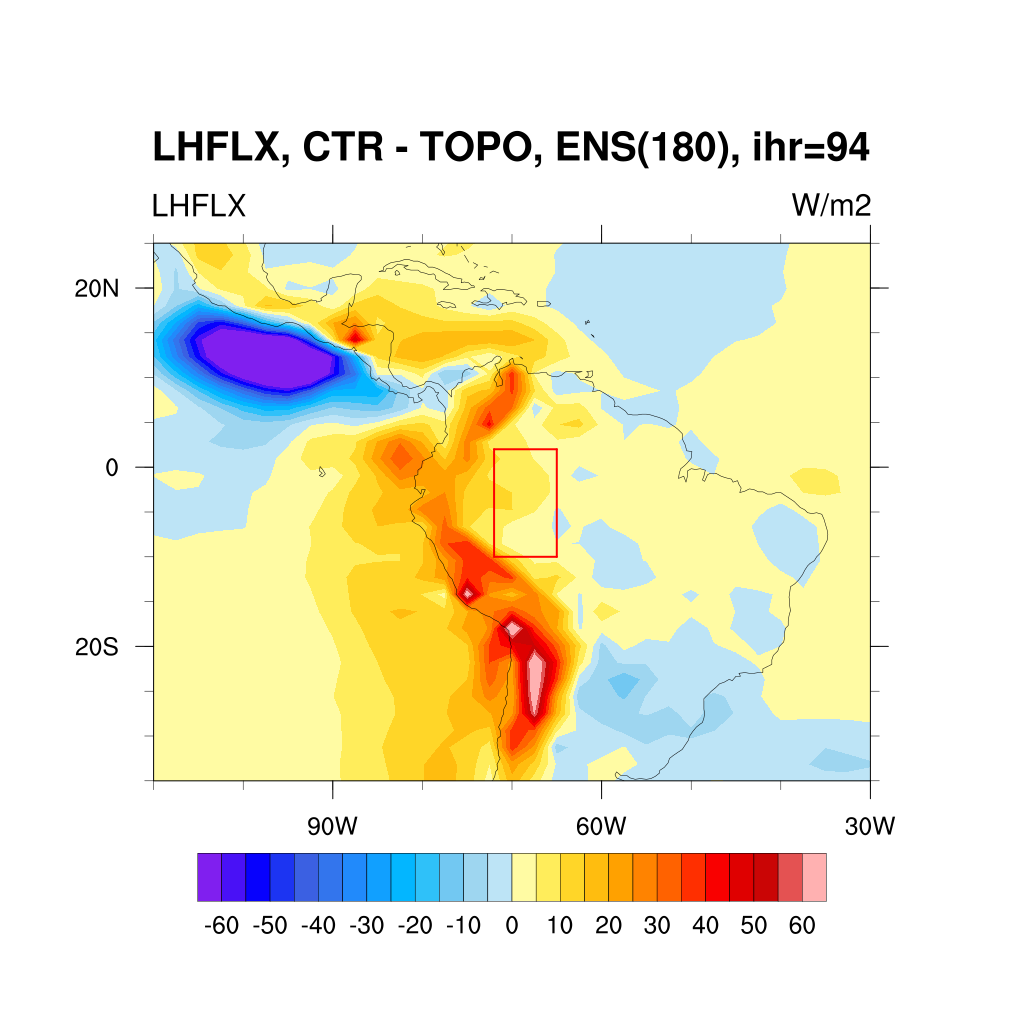 LHFLX, CTR - TOPO, ENS(180), ihr=94
LHFLX W/m2
20N
0
20S
90W 60W 30W
-60 -50 -40 -30 -20 -10 0 10 20 30 40 50 60